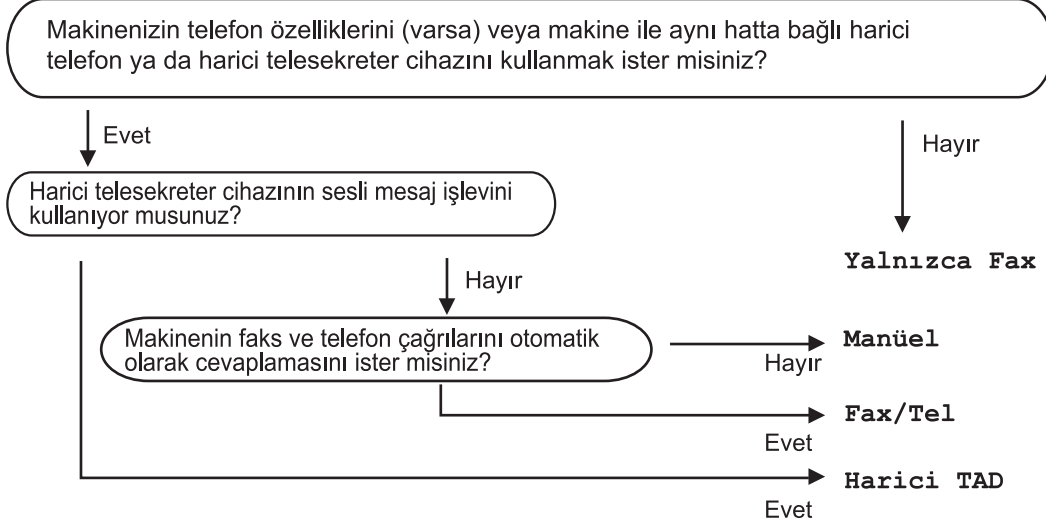 Makinenizin telefon özelliklerini (varsa) veya makine ile aynı hatta bağlı harici
telefon ya da harici telesekreter cihazını kullanmak ister misiniz?
Evet
Hayır
Harici telesekreter cihazının sesli mesaj işlevini
kullanıyor musunuz?
Yalnızca Fax
Hayır
Makinenin faks ve telefon çağrılarını otomatik
olarak cevaplamasını ister misiniz?
Manüel
Hayır
Fax/Tel
Evet
Harici TAD
Evet